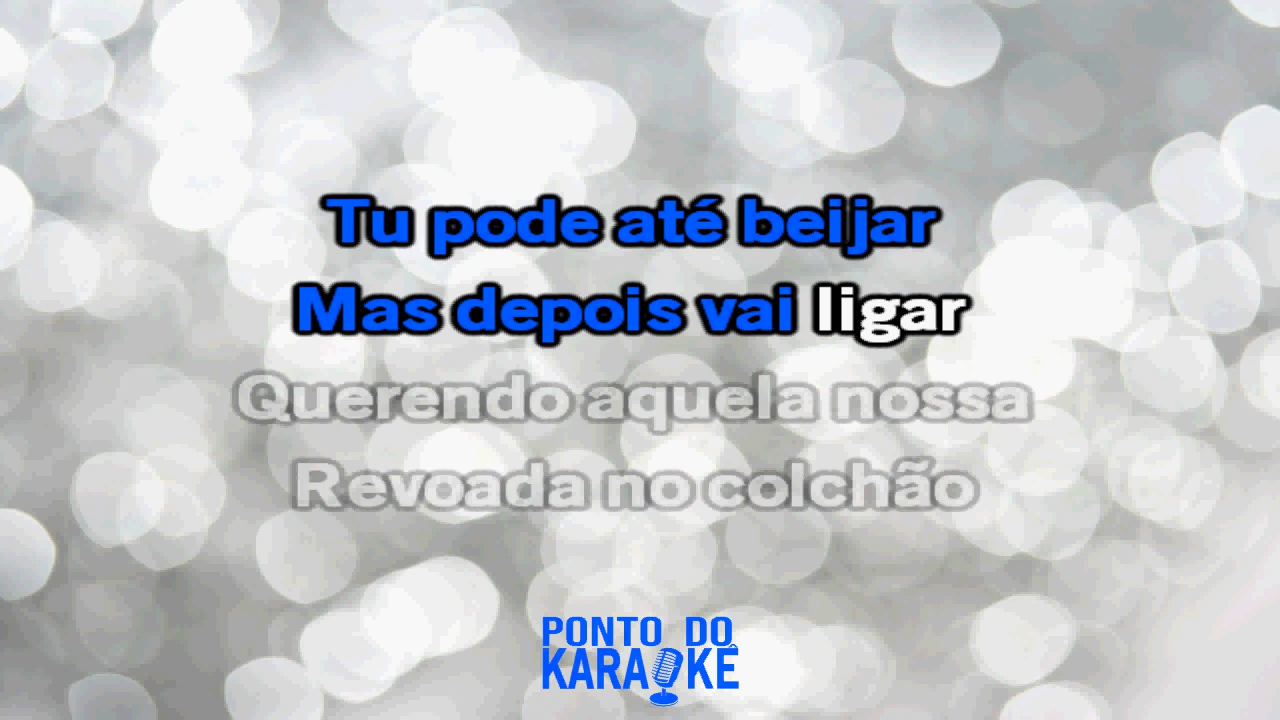 Tu pode até beijar
Mas depois vai ligar
Querendo aquela nossa
Revoada no colchão
PONTO DO
KARAOKÊ